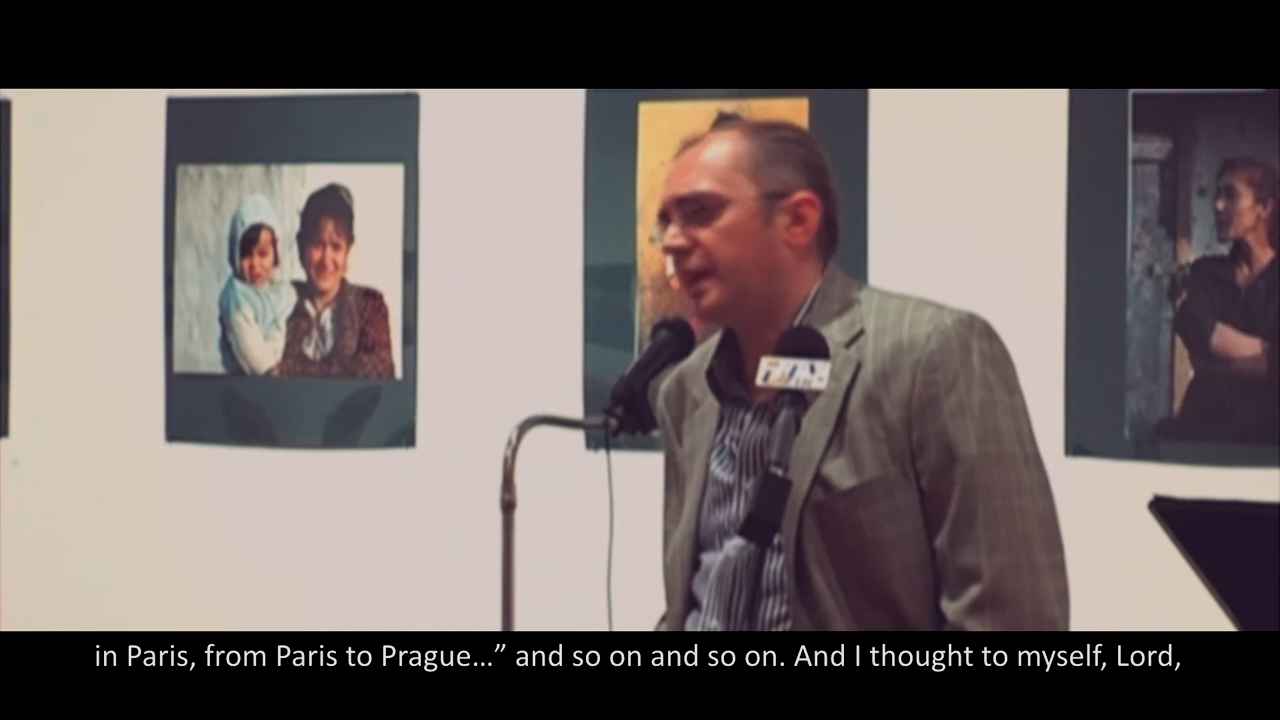 in Paris, from Paris to Prague…” and so on and so on. And I thought to myself, Lord,